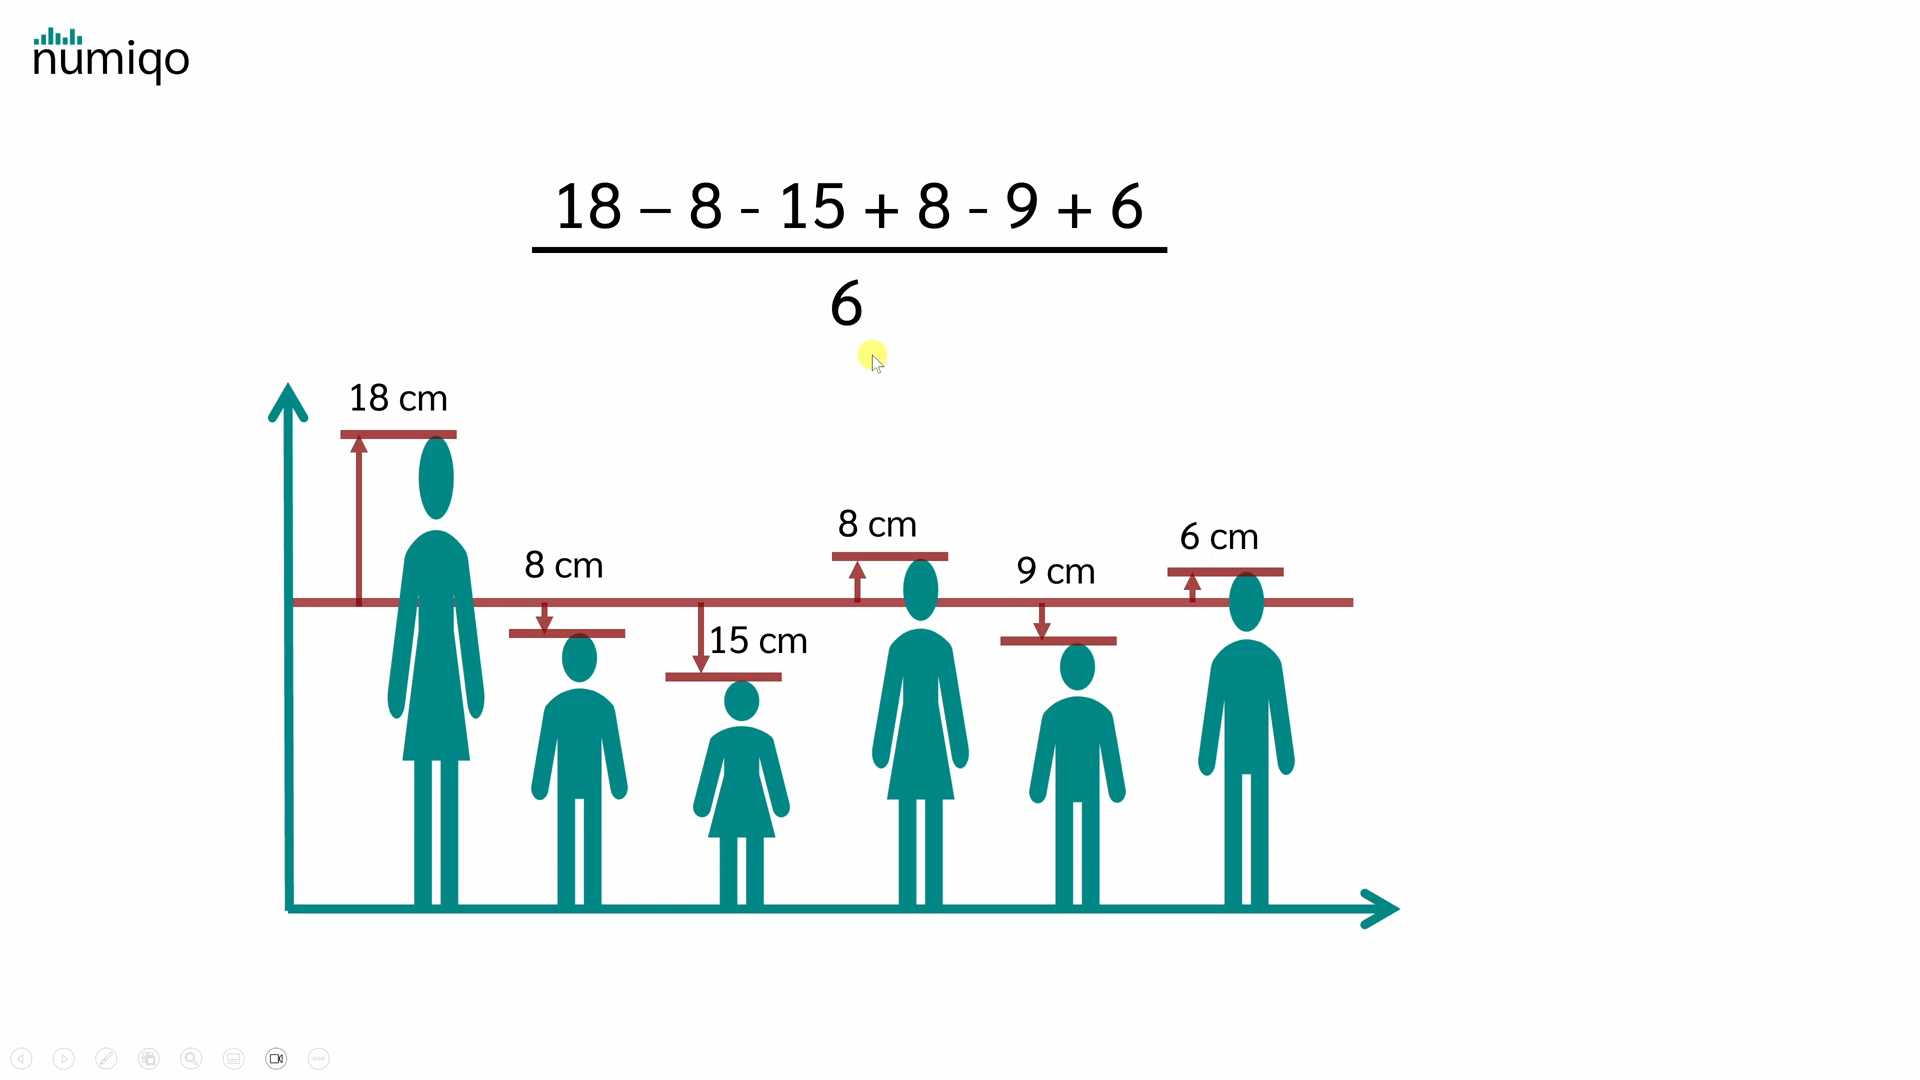 numiqo
18 – 8 - 15 + 8 - 9 + 6
6
18 cm
8 cm
15 cm
8 cm
9 cm
6 cm